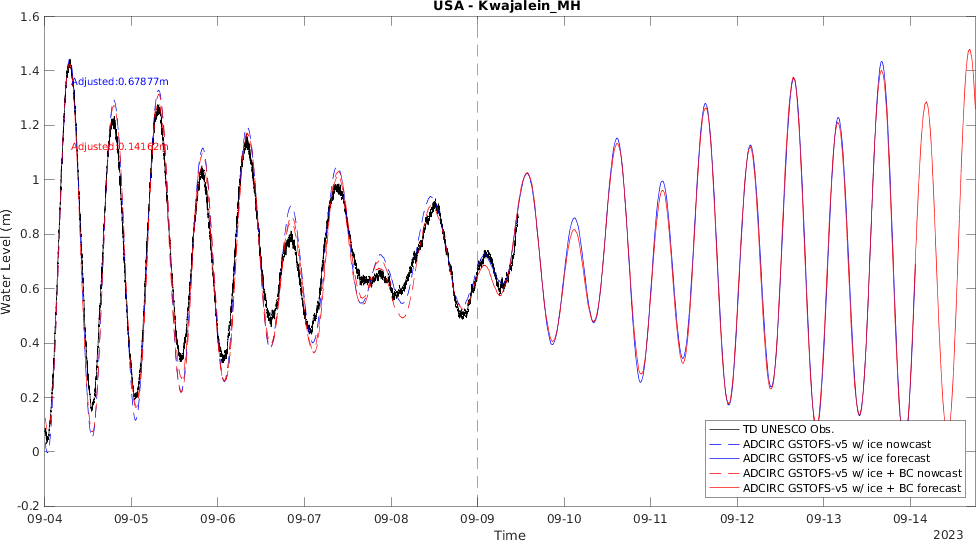 USA - Kwajalein_MH
1.6
1.4
1.2
1
0.8
0.6
0.4
0.2
0
-0.2
Water Level (m)
Adjusted:0.67877m
Adjusted:0.14162m
TD UNESCO Obs.
ADCIRC GSTOFS-v5 w/ ice nowcast
ADCIRC GSTOFS-v5 w/ ice forecast
ADCIRC GSTOFS-v5 w/ ice + BC nowcast
ADCIRC GSTOFS-v5 w/ ice + BC forecast
09-04 09-05 09-06 09-07 09-08 09-09 09-10 09-11 09-12 09-13 09-14
Time
2023